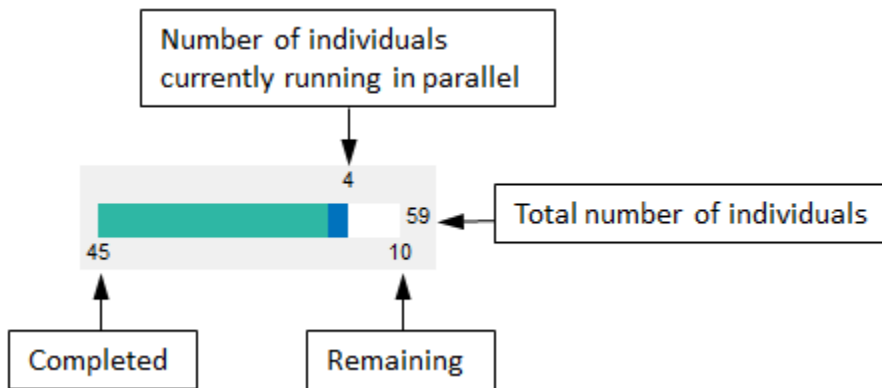 Number of individuals
currently running in parallel
4
59
Total number of individuals
45
10
Completed
Remaining